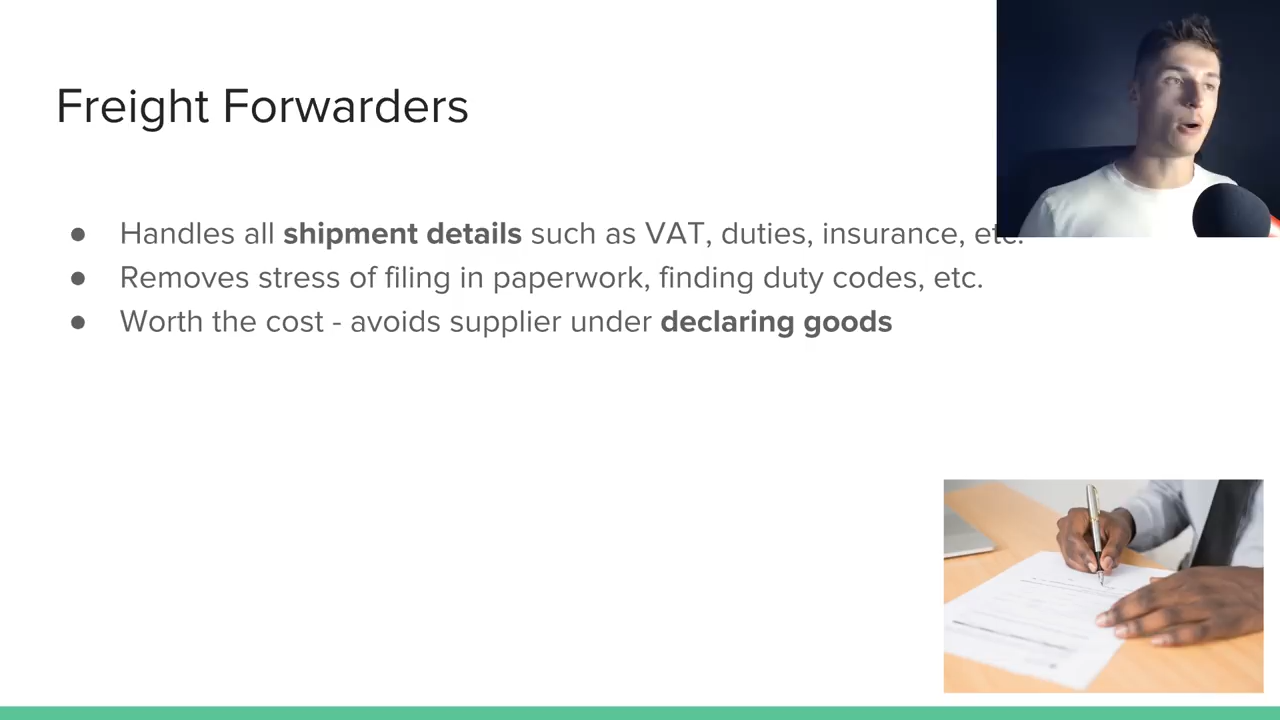 Freight Forwarders
● Handles all shipment details such as VAT, duties, insurance, etc.
● Removes stress of filing in paperwork, finding duty codes, etc.
● Worth the cost - avoids supplier under declaring goods